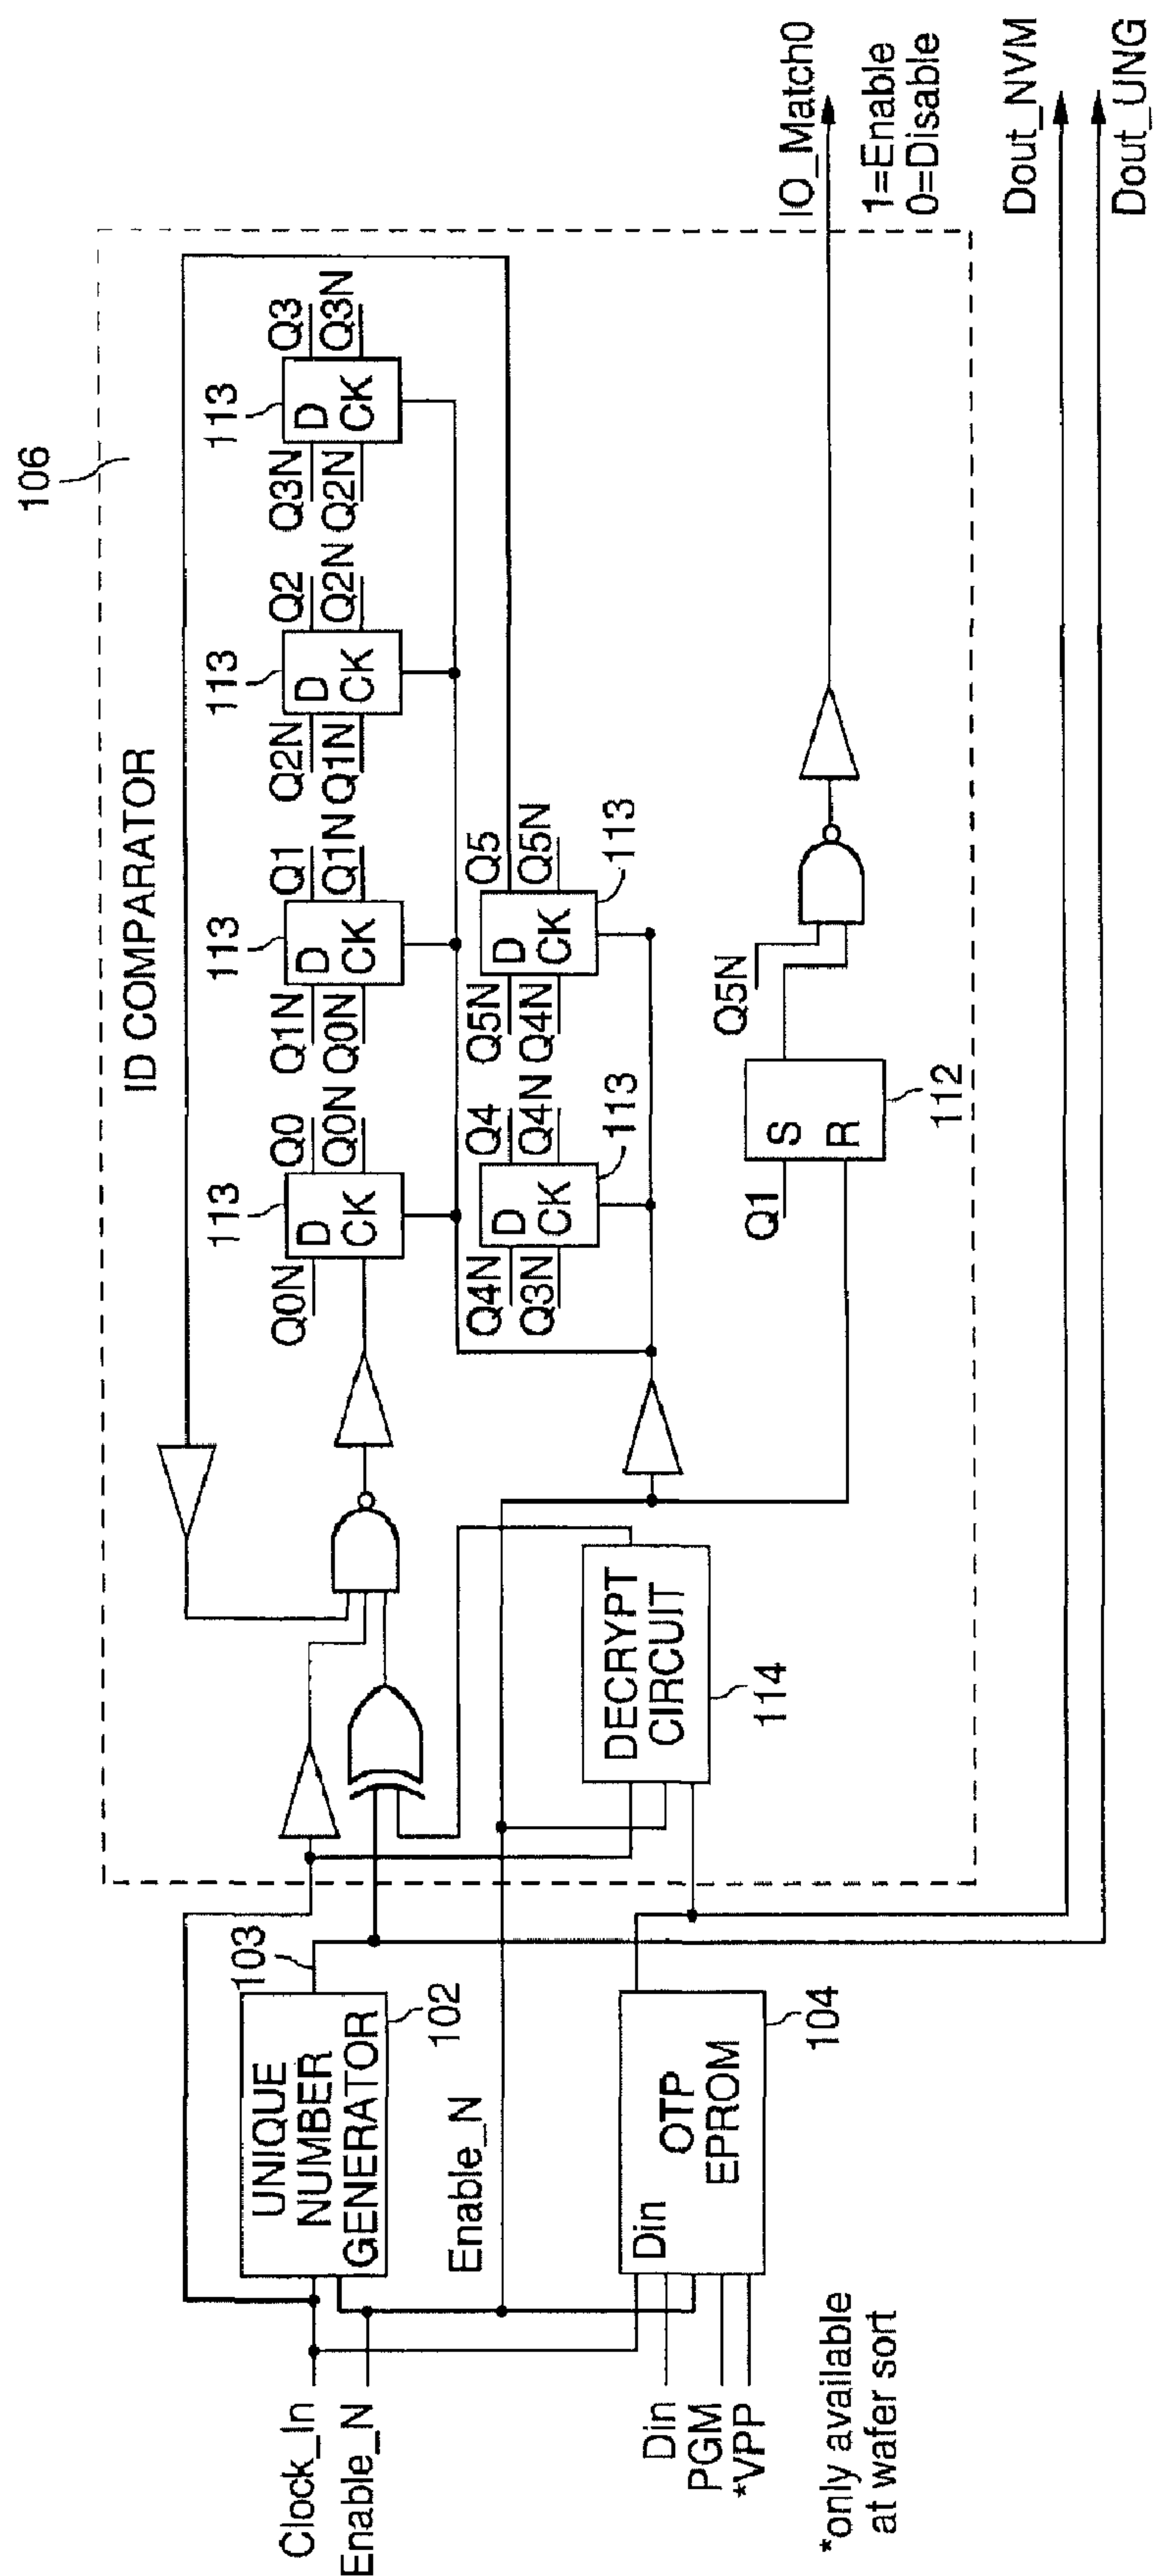 106
ID COMPARATOR
Clock_In
Enable_N
UNIQUE
NUMBER
GENERATOR
102
103
Enable_N
Din
PGM
*VPP
Din
OTP
EPROM
104
*only available
at wafer sort
DECRYPT
CIRCUIT
114
Q0N
D
CK
113
Q0
Q0N
Q1N
Q0N
D
CK
113
Q1
Q1N
Q2N
Q1N
D
CK
113
Q2
Q2N
Q3N
Q2N
D
CK
113
Q3
Q3N
Q4N
Q3N
D
CK
113
Q4
Q4N
Q5N
Q4N
D
CK
113
Q5
Q5N
Q1
S
R
112
Q5N
IO_Match0
1=Enable
0=Disable
Dout_NVM
Dout_UNG